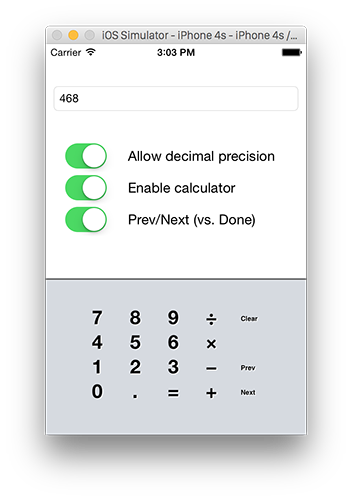 iOS Simulator - iPhone 4s - iPhone 4s /...
Carrier 3:03 PM
468
Allow decimal precision
Enable calculator
Prev/Next (vs. Done)
7 8 9 ÷ Clear
4 5 6 ×
1 2 3 − Prev
0 . = + Next